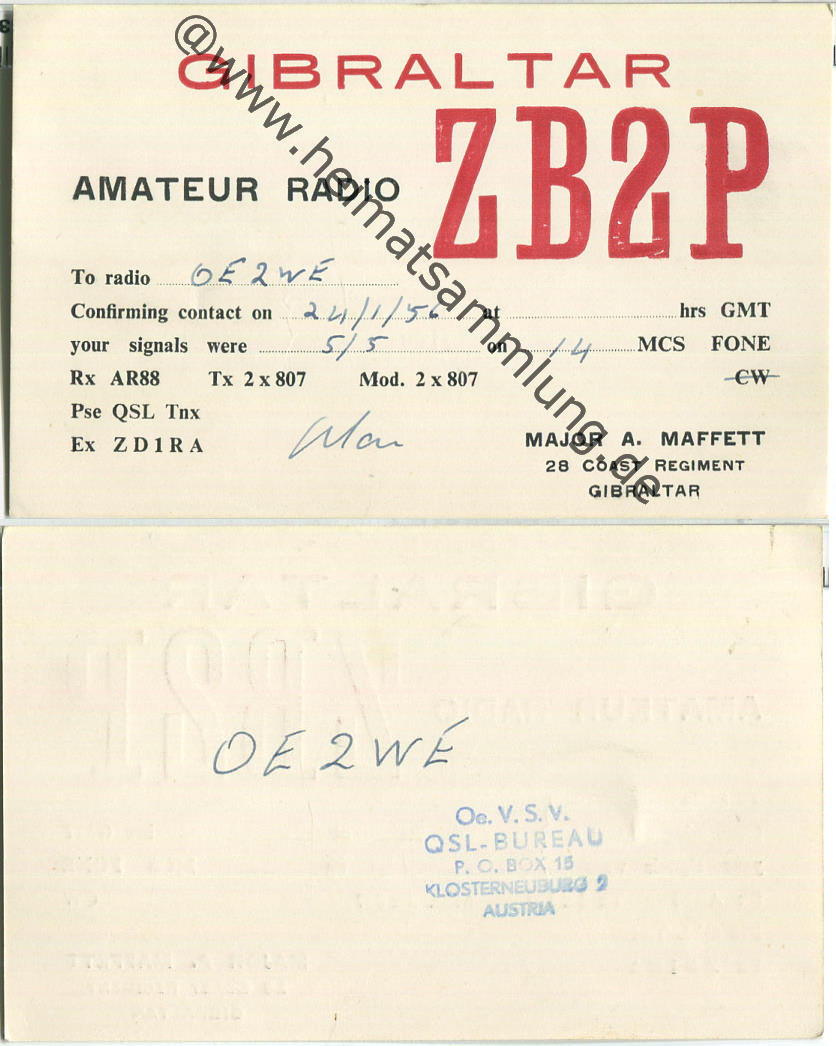 GIBRALTAR
ZB2P
AMATEUR RADIO
To radio OE2WE
Confirming contact on 24/1/56 at hrs GMT
your signals were 5/5 on 14 MCS FONE
Rx AR88 Tx 2 x 807 Mod. 2 x 807 CW
Pse QSL Tnx
Ex ZD1RA
MAJOR A. MAFFETT
28 COAST REGIMENT
GIBRALTAR
@www.heimatsammlung.de
OE2WE
Oe. V. S. V.
QSL-BUREAU
P. O. BOX 15
KLOSTERNEUBURG 2
AUSTRIA